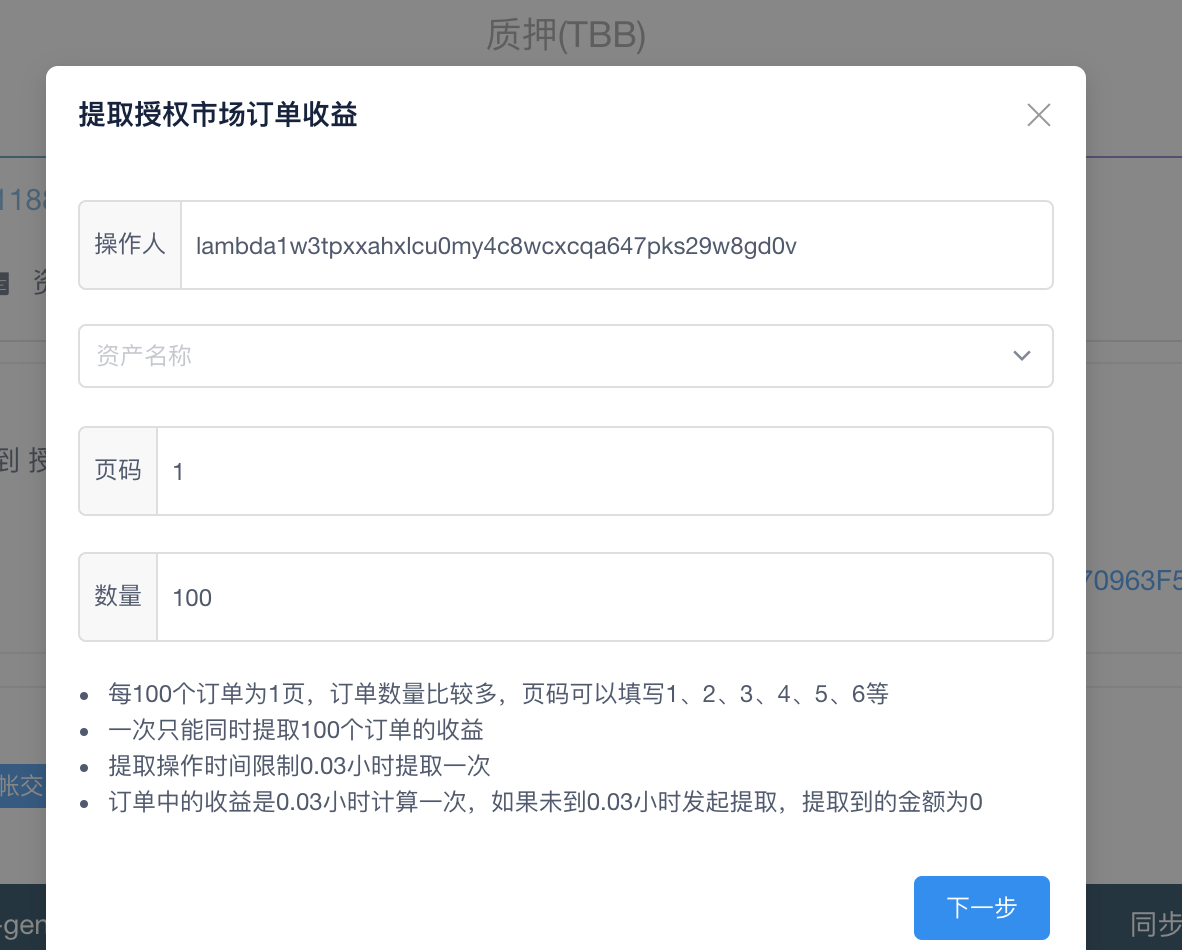 质押(TBB)
提取授权市场订单收益
118
操作人 lambda1w3tpxxahxlcu0my4c8wcxcqa647pks29w8gd0v
资产名称
到 授
页码 1
70963F5
数量 100
每100个订单为1页，订单数量比较多，页码可以填写1、2、3、4、5、6等
一次只能同时提取100个订单的收益
提取操作时间限制0.03小时提取一次
帐交
订单中的收益是0.03小时计算一次，如果未到0.03小时发起提取，提取到的金额为0
下一步
-gen
同步